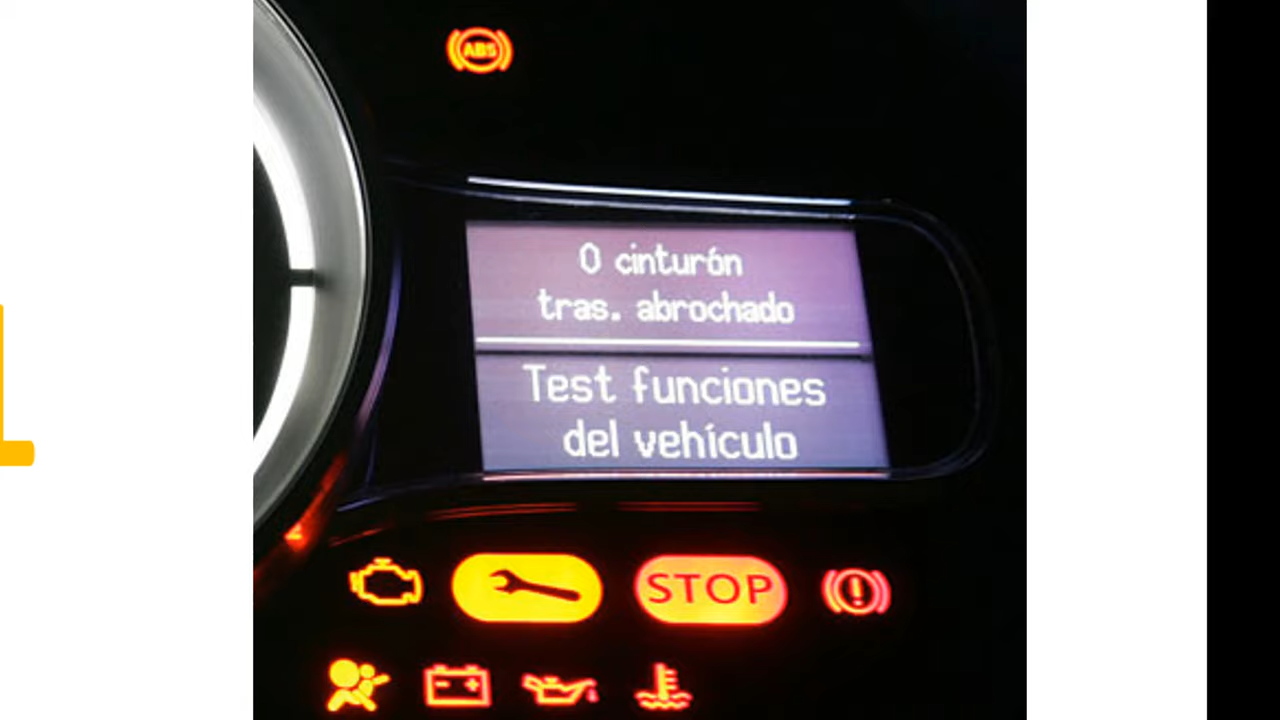 ABS
0 cinturón
tras. abrochado
Test funciones
del vehículo
STOP